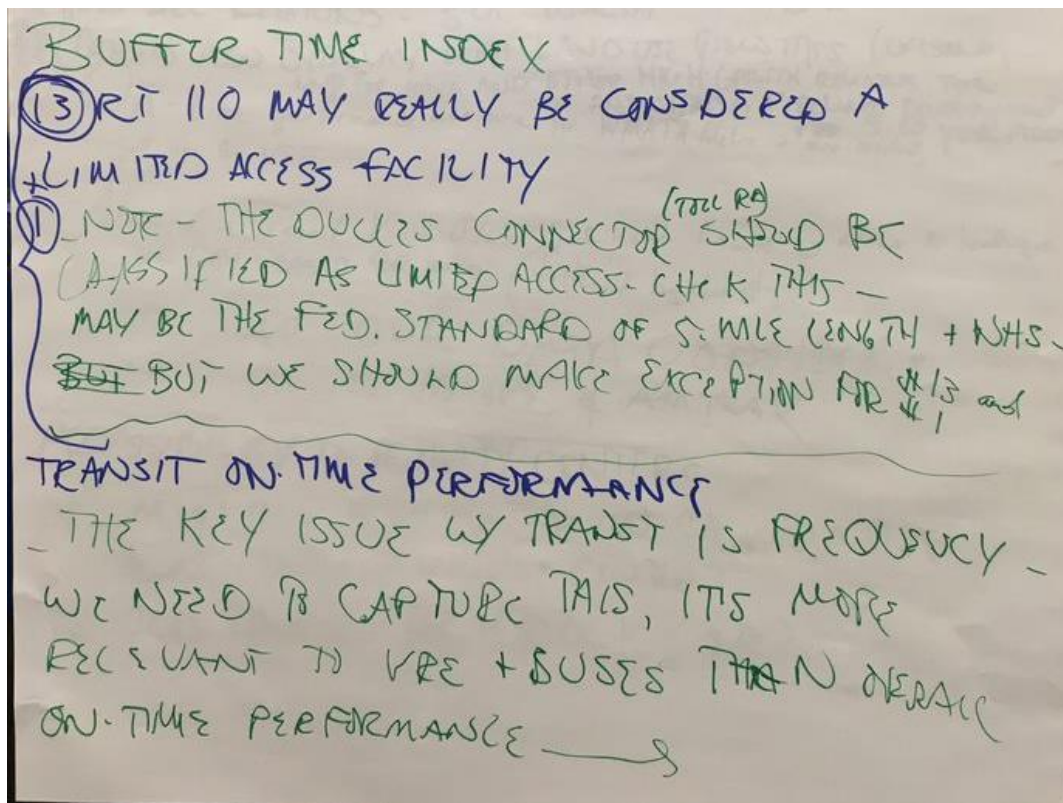 BUFFER TIME INDEX
(13) RT 110 MAY REALLY BE CONSIDERED A
+ LIMITED ACCESS FACILITY
(TOLL RD)
(1) - NOTE - THE DULLES CONNECTOR SHOULD BE
CLASSIFIED AS LIMITED ACCESS. CHCK THIS -
MAY BE THE FED. STANDARD OF 5. MILE LENGTH + NHS -
BUT BUT WE SHOULD MAKE EXCEPTION FOR #13 and
#1
TRANSIT ON-TIME PERFORMANCE
- THE KEY ISSUE W/ TRANSIT IS FREQUENCY -
WE NEED TO CAPTURE THIS, IT'S MORE
RELEVANT TO VRE + BUSES THAN OVERALL
ON-TIME PERFORMANCE